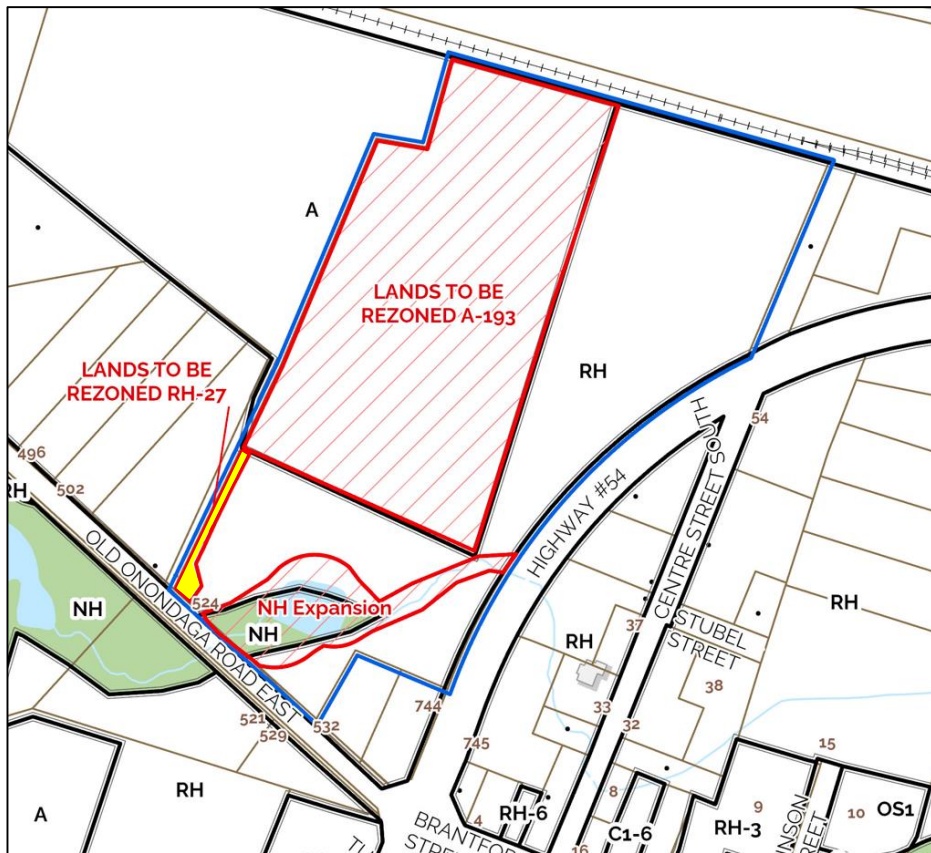 A
LANDS TO BE
REZONED A-193
LANDS TO BE
REZONED RH-27
RH
54
HIGHWAY #54
CENTRE STREET SOUTH
496
502
RH
OLD ONONDAGA ROAD EAST
524
NH
NH Expansion
NH
RH
37
STUBEL
STREET
RH
38
744
532
521
529
33
32
745
15
RH
A
8
9
10
OS1
4
RH-6
C1-6
RH-3
BRANTFO
STRE
16